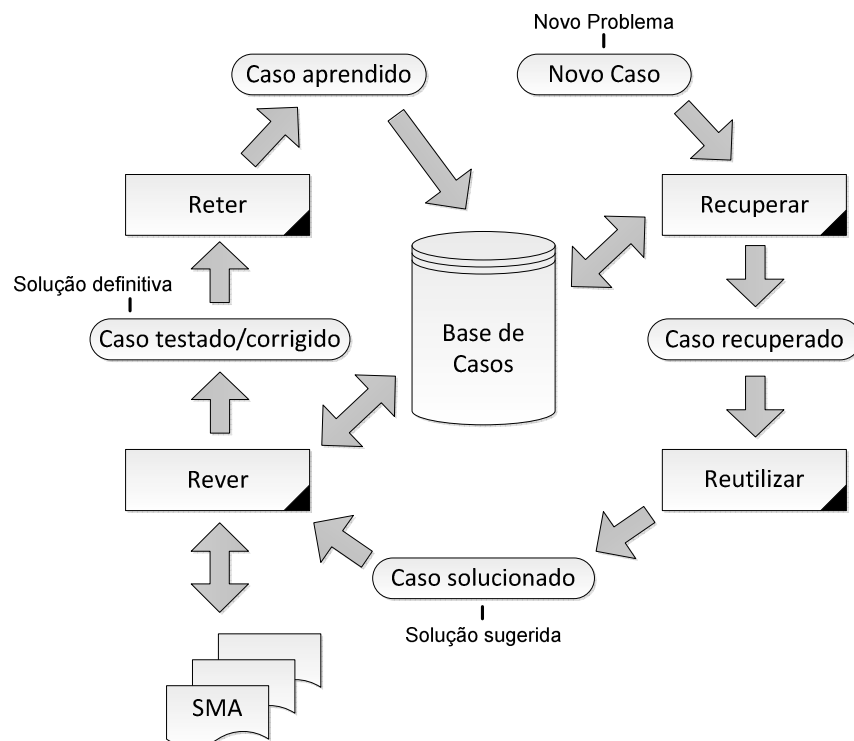 Novo Problema
Caso aprendido
Novo Caso
Reter
Recuperar
Solução definitiva
Caso testado/corrigido
Base de
Casos
Caso recuperado
Rever
Reutilizar
Caso solucionado
Solução sugerida
SMA